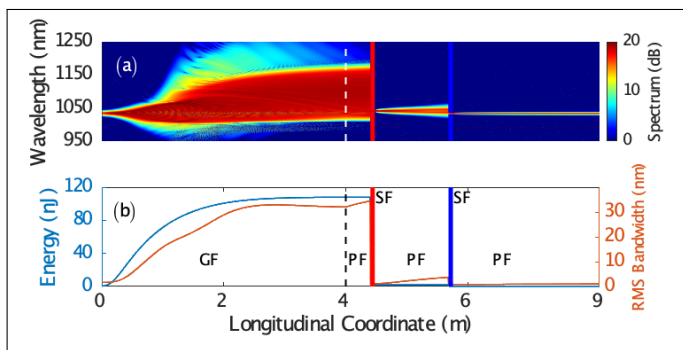 1250
1150
1050
950
Wavelength (nm)
(a)
20
10
0
Spectrum (dB)
120
80
40
0
Energy (nJ)
(b)
GF
PF
SF
PF
SF
PF
30
20
10
0
RMS Bandwidth (nm)
0
2
4
6
9
Longitudinal Coordinate (m)